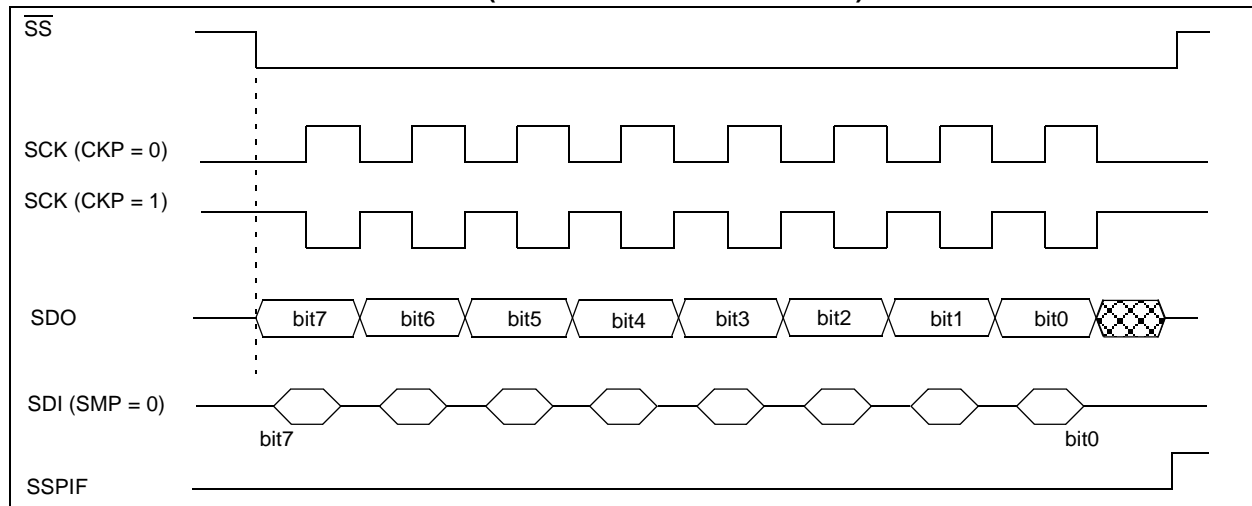 SS
SCK (CKP = 0)
SCK (CKP = 1)
SDO
bit7 bit6 bit5 bit4 bit3 bit2 bit1 bit0
SDI (SMP = 0)
bit7 bit0
SSPIF